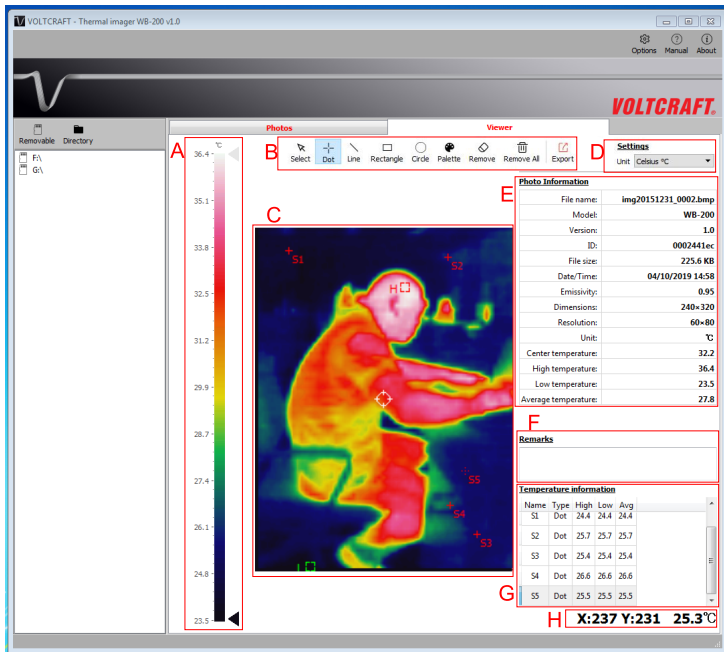 VOLTCRAFT - Thermal imager WB-200 v1.0
Options Manual About
VOLTCRAFT®
Removable Directory
F:\
G:\
Photos Viewer
A
℃
36.4
35.1
33.8
32.5
31.2
29.9
28.7
27.4
26.1
24.8
23.5
B
Select Dot Line Rectangle Circle Palette Remove Remove All Export
C
S1
S2
H
S5
S4
S3
L
D
Settings
Unit Celsius °C
E
Photo Information
File name: img20151231_0002.bmp
Model: WB-200
Version: 1.0
ID: 0002441ec
File size: 225.6 KB
Date/Time: 04/10/2019 14:58
Emissivity: 0.95
Dimensions: 240×320
Resolution: 60×80
Unit: ℃
Center temperature: 32.2
High temperature: 36.4
Low temperature: 23.5
Average temperature: 27.8
F
Remarks
Temperature information
Name Type High Low Avg
S1 Dot 24.4 24.4 24.4
S2 Dot 25.7 25.7 25.7
S3 Dot 25.4 25.4 25.4
S4 Dot 26.6 26.6 26.6
S5 Dot 25.5 25.5 25.5
G
H
X:237 Y:231 25.3℃